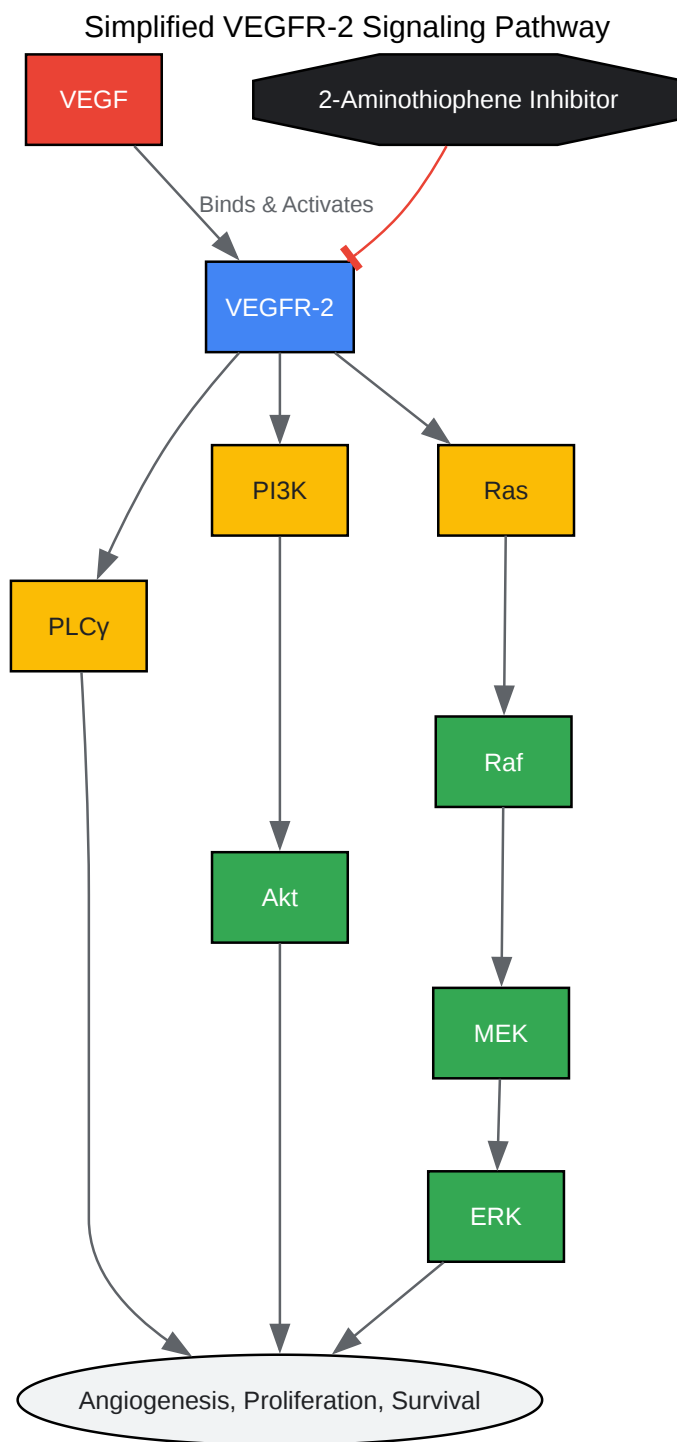 Simplified VEGFR-2 Signaling Pathway
VEGF
2-Aminothiophene Inhibitor
Binds & Activates
VEGFR-2
PI3K
Ras
PLCγ
Raf
Akt
MEK
ERK
Angiogenesis, Proliferation, Survival